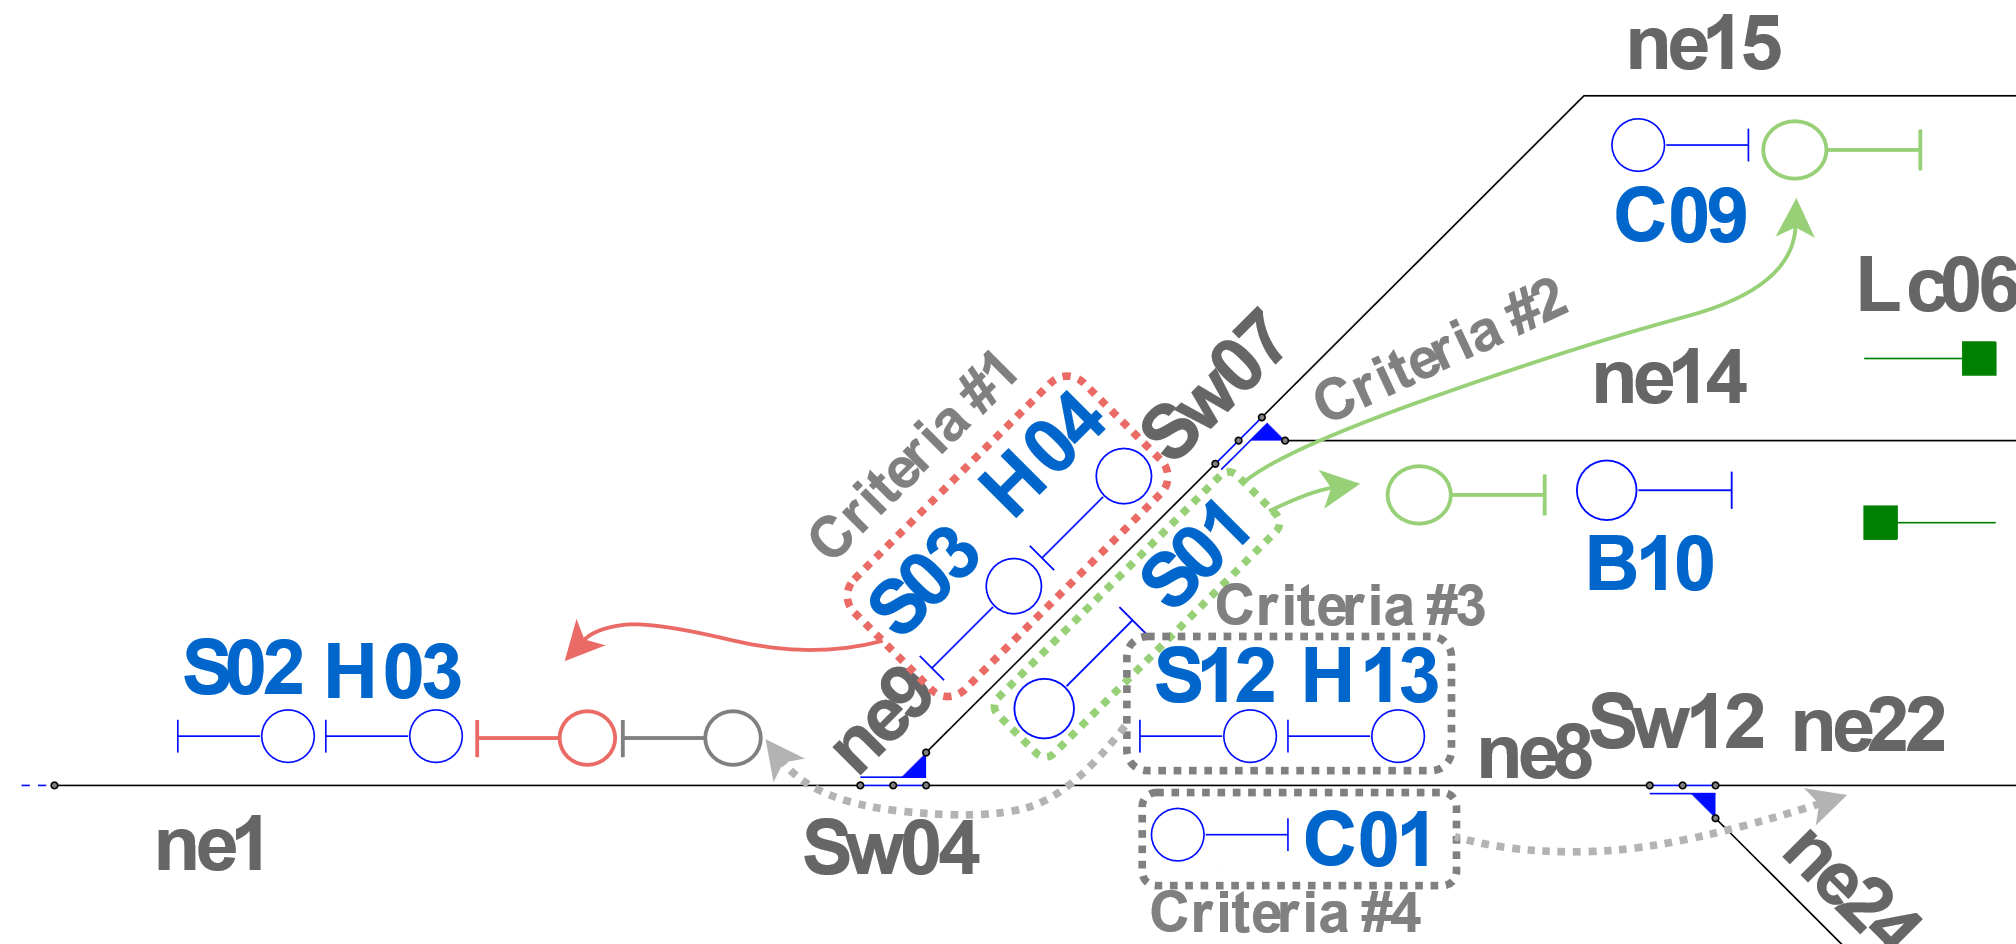 ne15
C09
Lc06
Criteria #2
Sw07
ne14
Criteria #1
H04
S03
S01
B10
Criteria #3
S02 H03
S12 H13
ne9
ne8
Sw12
ne22
ne1
Sw04
C01
ne24
Criteria #4